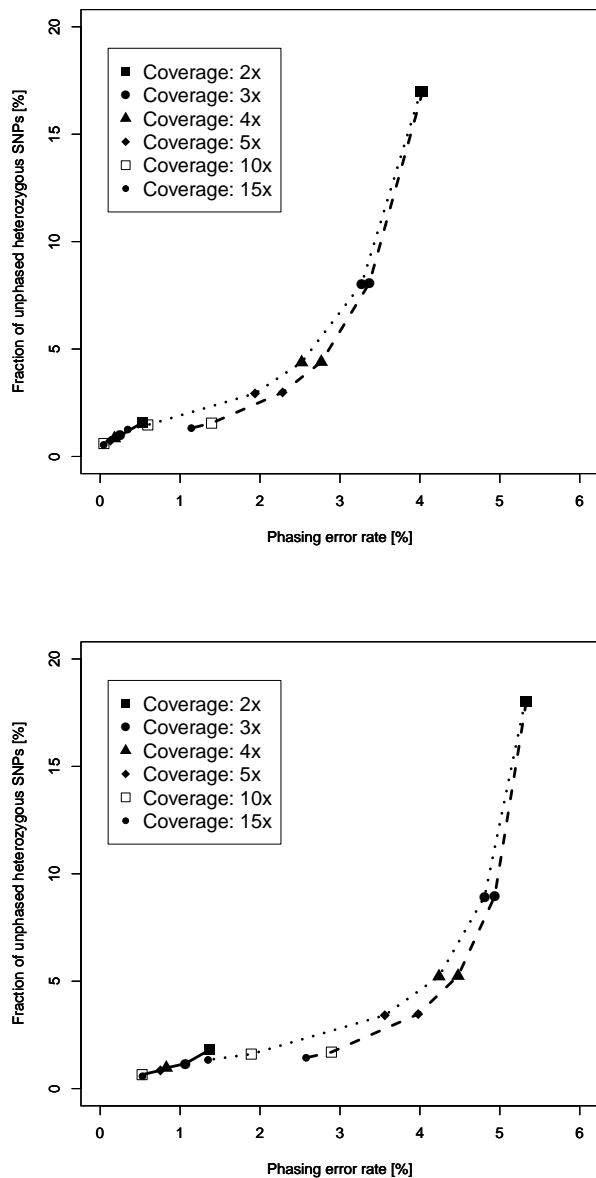 20
15
10
5
0
Fraction of unphased heterozygous SNPs [%]
Coverage: 2x
Coverage: 3x
Coverage: 4x
Coverage: 5x
Coverage: 10x
Coverage: 15x
0 1 2 3 4 5 6
Phasing error rate [%]
20
15
10
5
0
Fraction of unphased heterozygous SNPs [%]
Coverage: 2x
Coverage: 3x
Coverage: 4x
Coverage: 5x
Coverage: 10x
Coverage: 15x
0 1 2 3 4 5 6
Phasing error rate [%]